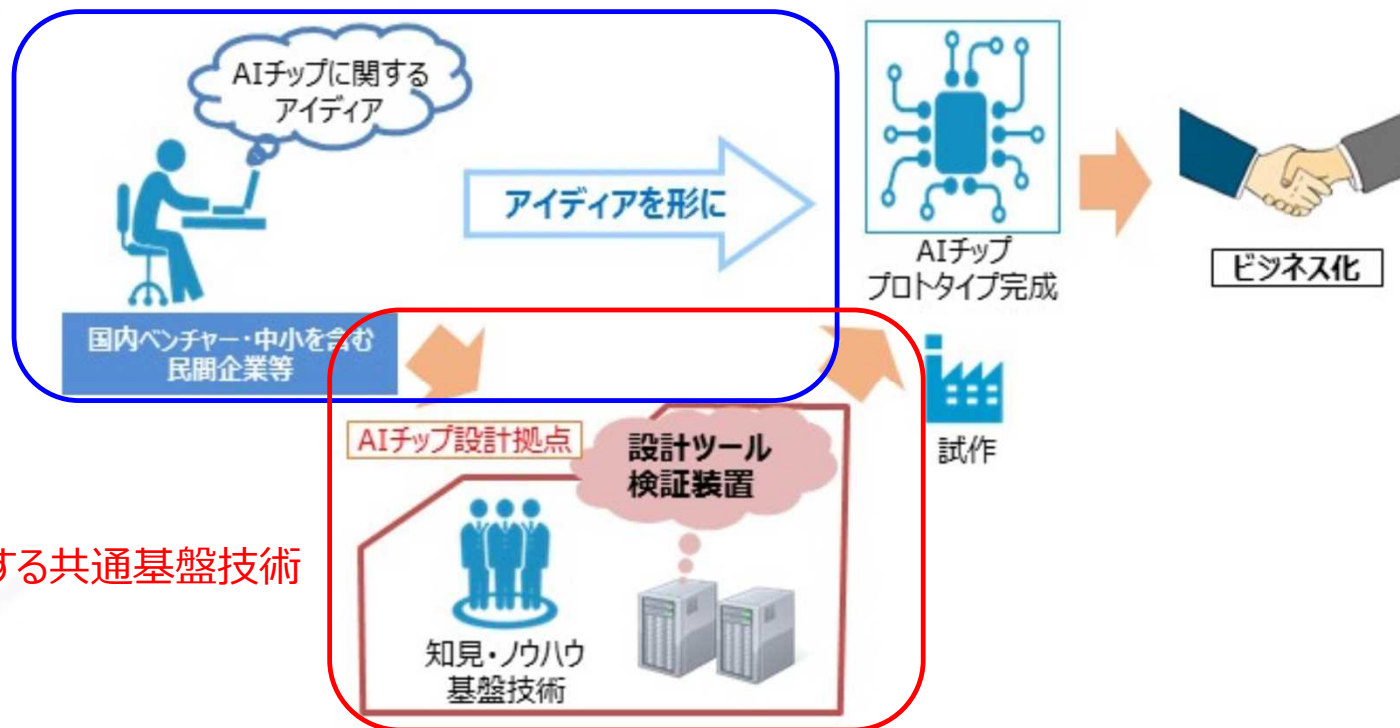 AIチップに関する
アイディア
アイディアを形に
国内ベンチャー・中小を含む
民間企業等
AIチップ
プロトタイプ完成
ビジネス化
AIチップ設計拠点
設計ツール
検証装置
試作
する共通基盤技術
知見・ノウハウ
基盤技術